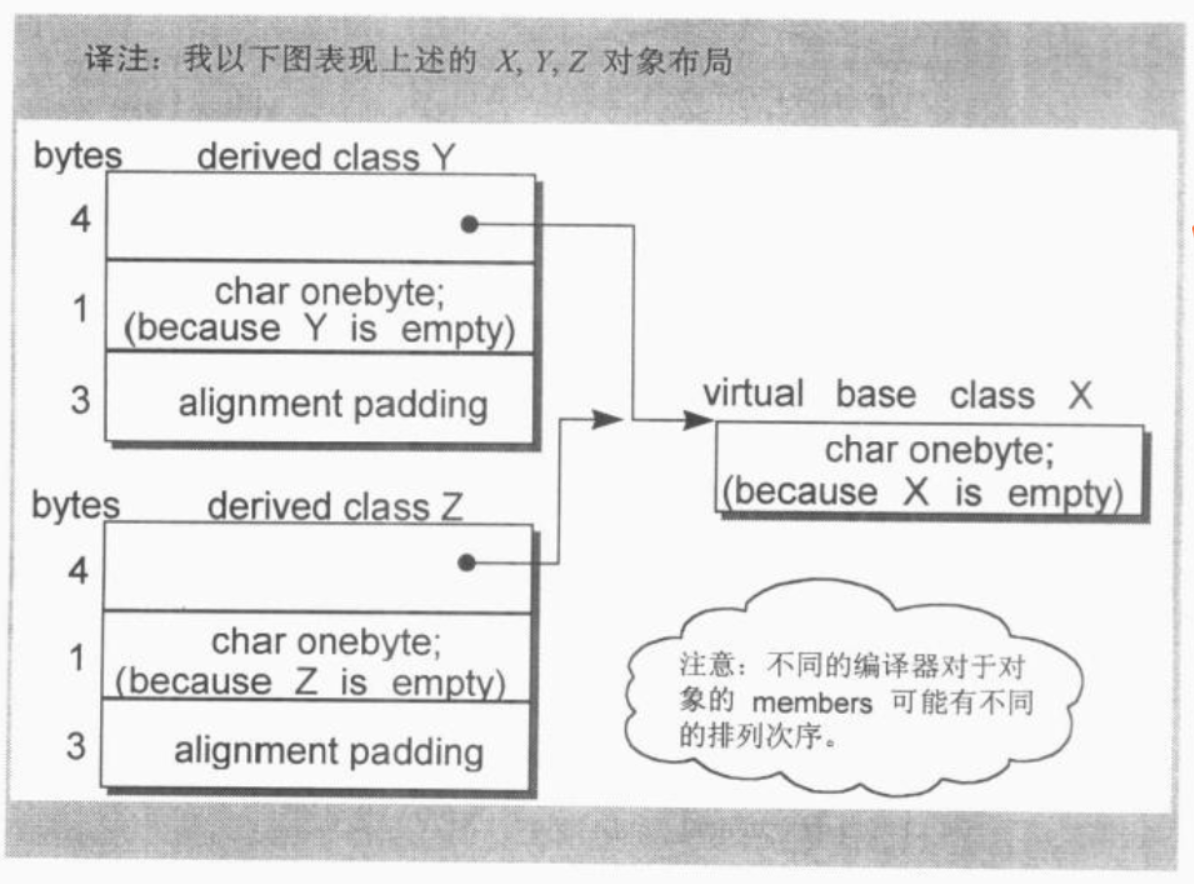 译注：我以下图表现上述的 X, Y, Z 对象布局
bytes derived class Y
4
1 char onebyte;
(because Y is empty)
3 alignment padding
virtual base class X
char onebyte;
(because X is empty)
bytes derived class Z
4
1 char onebyte;
(because Z is empty)
3 alignment padding
注意：不同的编译器对于对
象的 members 可能有不同
的排列次序。